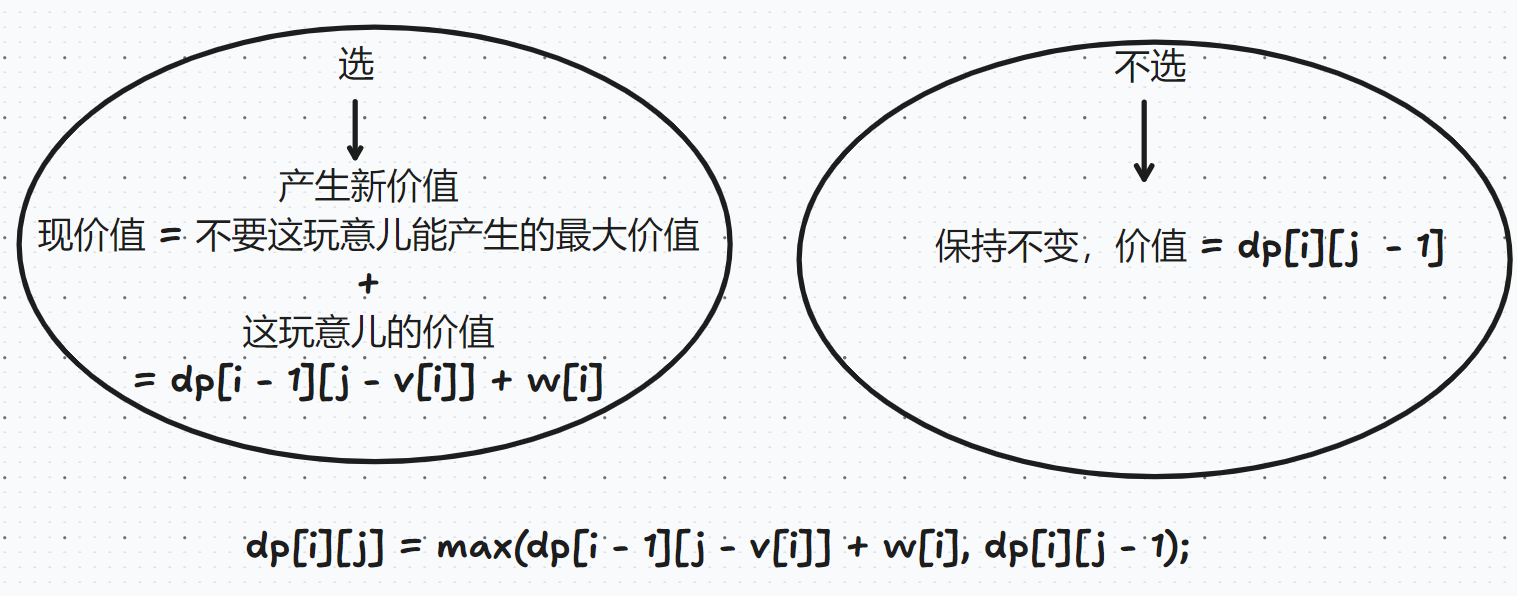 选
产生新价值
现价值 = 不要这玩意儿能产生的最大价值
+
这玩意儿的价值
= dp[i - 1][j - v[i]] + w[i]
不选
保持不变，价值 = dp[i][j - 1]
dp[i][j] = max(dp[i - 1][j - v[i]] + w[i], dp[i][j - 1);